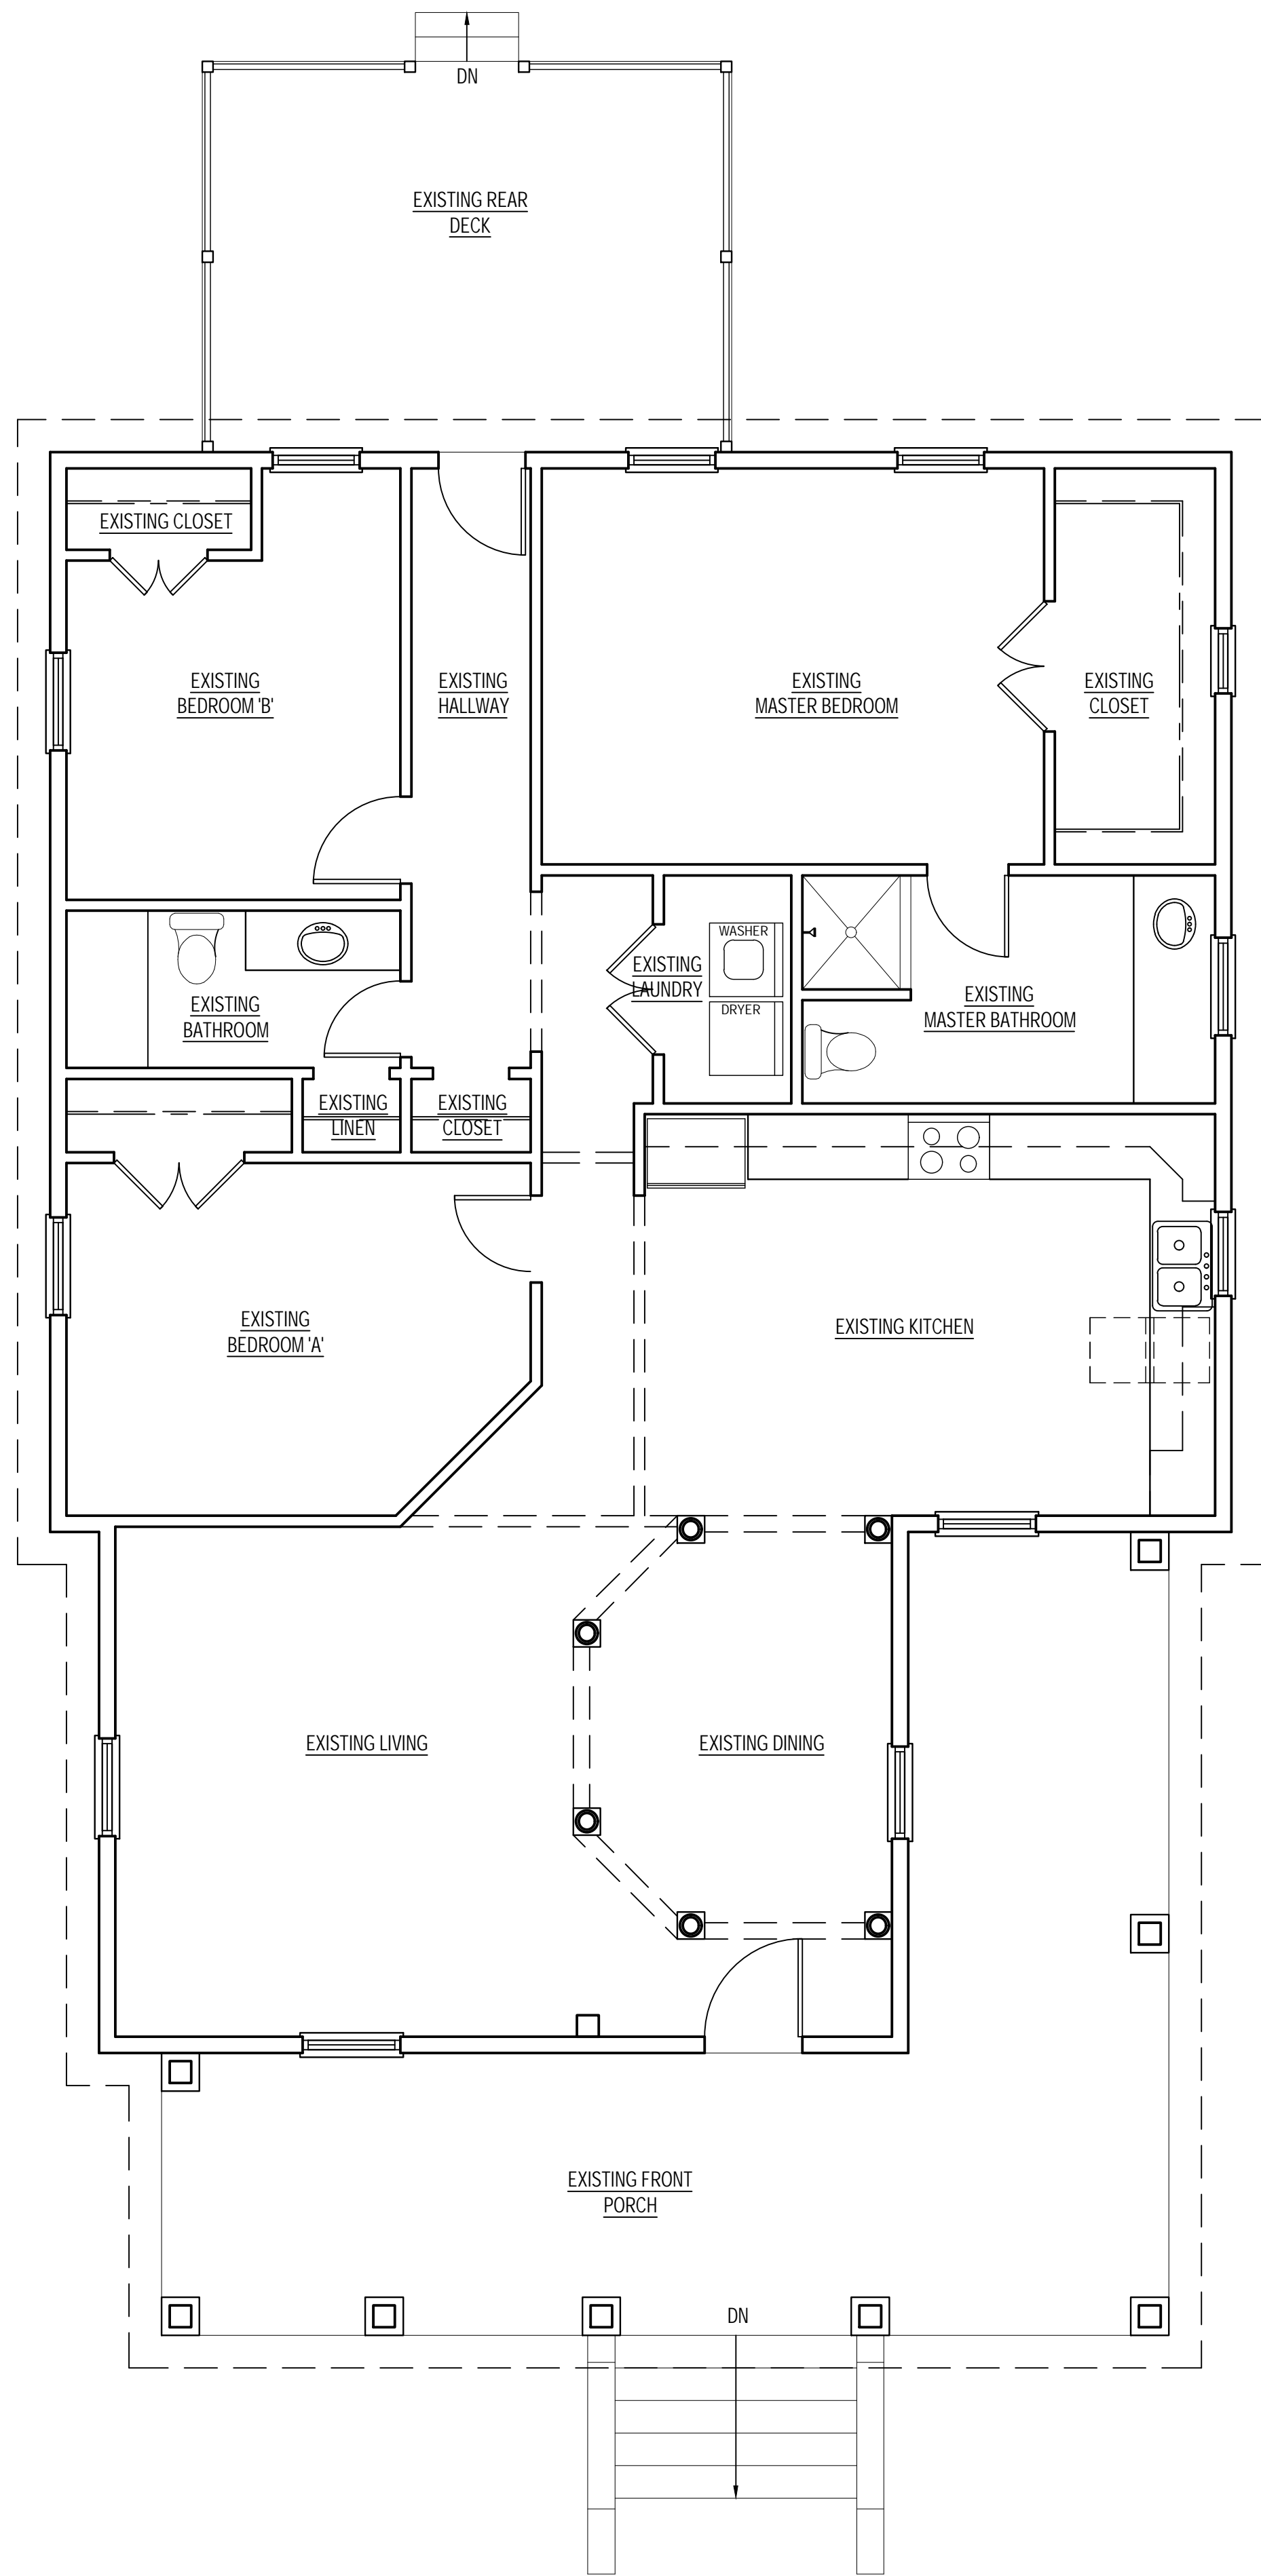 DN
EXISTING REAR
DECK
EXISTING CLOSET
EXISTING
BEDROOM 'B'
EXISTING
HALLWAY
EXISTING
MASTER BEDROOM
EXISTING
CLOSET
WASHER
EXISTING
LAUNDRY
DRYER
EXISTING
BATHROOM
EXISTING
MASTER BATHROOM
EXISTING
LINEN
EXISTING
CLOSET
EXISTING
BEDROOM 'A'
EXISTING KITCHEN
EXISTING LIVING
EXISTING DINING
EXISTING FRONT
PORCH
DN